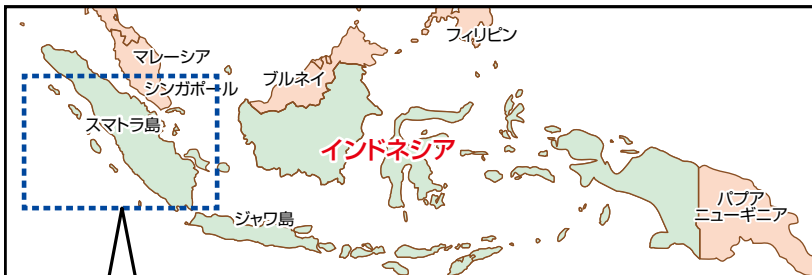 フィリピン
マレーシア
ブルネイ
シンガポール
スマトラ島
インドネシア
パプア
ニューギニア
ジャワ島